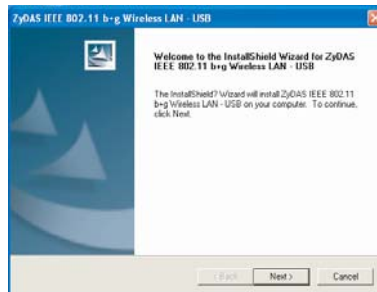 ZyDAS IEEE 802.11 b+g Wireless LAN - USB
Welcome to the InstallShield Wizard for ZyDAS
IEEE 802.11 b+g Wireless LAN - USB
The InstallShield? Wizard will install ZyDAS IEEE 802.11
b+g Wireless LAN - USB on your computer. To continue,
click Next.
< Back
Next >
Cancel